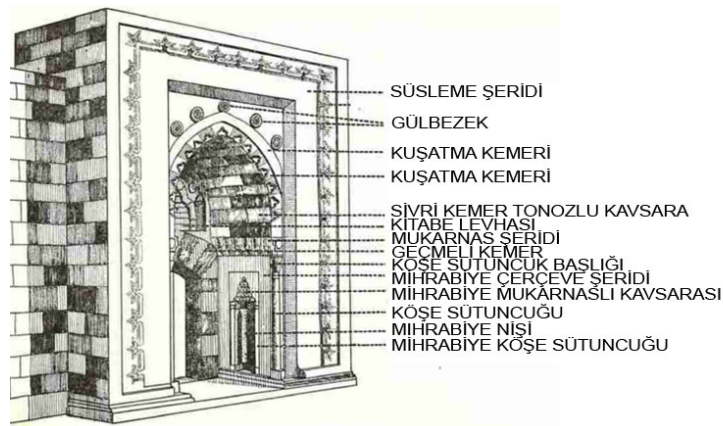 SÜSLEME ŞERİDİ
GÜLBEZEK
KUŞATMA KEMERİ
KUŞATMA KEMERİ
SİVRİ KEMER TONOZLU KAVSARA
KİTABE LEVHASI
MUKARNAS ŞERİDİ
GEÇMELİ KEMER
KÖŞE SÜTUNCUK BAŞLIĞI
MİHRABİYE ÇERÇEVE ŞERİDİ
MİHRABİYE MUKARNASLI KAVSARASI
KÖŞE SÜTUNCUĞU
MİHRABİYE NİŞİ
MİHRABİYE KÖŞE SÜTUNCUĞU